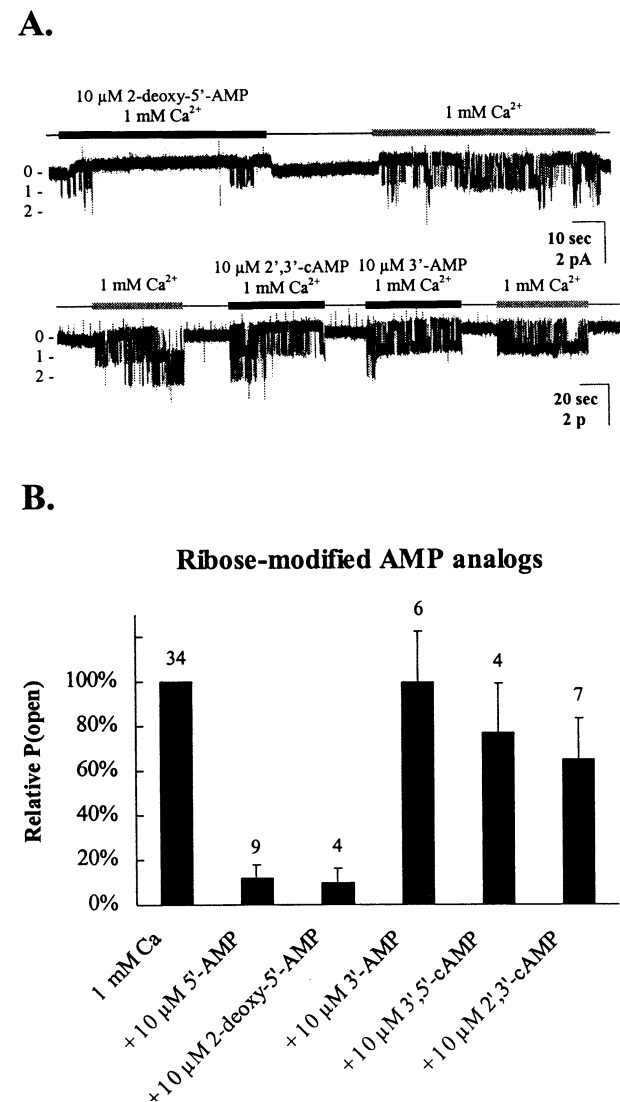 A.
10 µM 2-deoxy-5'-AMP
1 mM Ca²⁺
1 mM Ca²⁺
0 -
1 -
2 -
10 sec
2 pA
1 mM Ca²⁺
10 µM 2',3'-cAMP
1 mM Ca²⁺
10 µM 3'-AMP
1 mM Ca²⁺
1 mM Ca²⁺
0 -
1 -
2 -
20 sec
2 p
B.
Ribose-modified AMP analogs
Relative P(open)
100%
80%
60%
40%
20%
0%
34
9
4
6
4
7
1 mM Ca
+10 µM 5'-AMP
+10 µM 2-deoxy-5'-AMP
+10 µM 3'-AMP
+10 µM 3',5'-cAMP
+10 µM 2',3'-cAMP